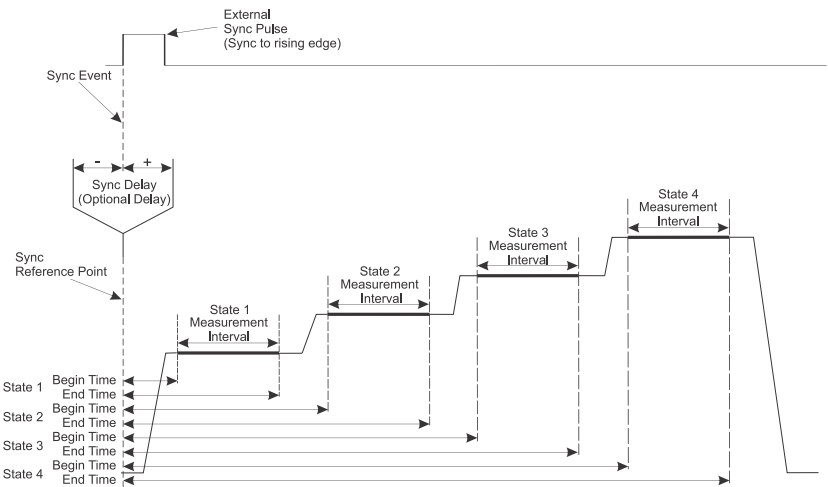 External
Sync Pulse
(Sync to rising edge)
Sync Event
- +
Sync Delay
(Optional Delay)
Sync
Reference Point
State 1
Measurement
Interval
State 2
Measurement
Interval
State 3
Measurement
Interval
State 4
Measurement
Interval
State 1
Begin Time
End Time
State 2
Begin Time
End Time
State 3
Begin Time
End Time
State 4
Begin Time
End Time